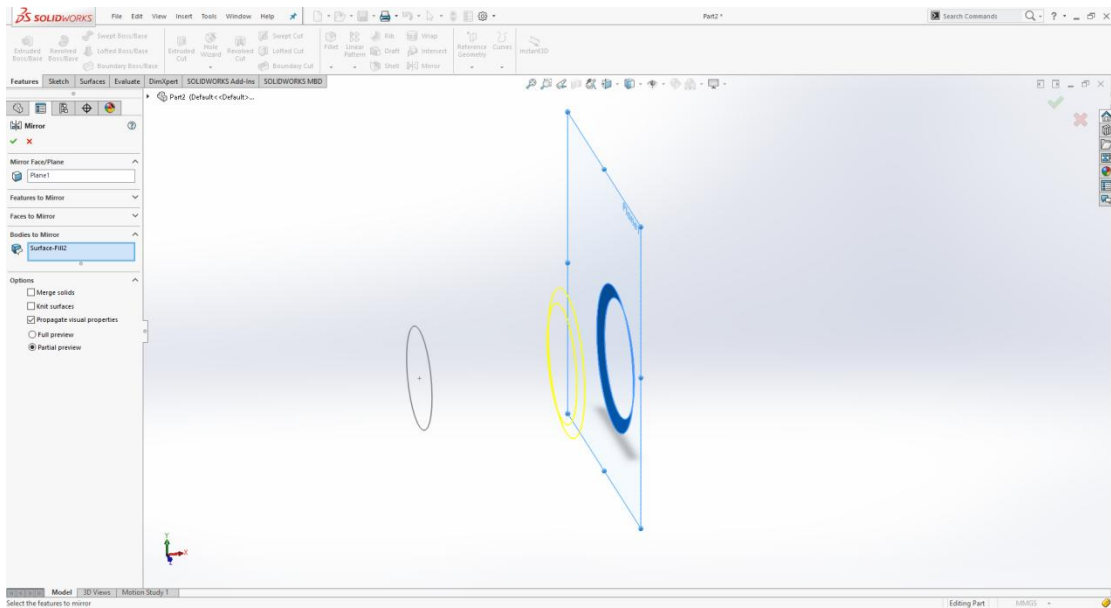 SOLIDWORKS File Edit View Insert Tools Window Help Part2 * Search Commands
Extruded Boss/Base Revolved Boss/Base Swept Boss/Base Lofted Boss/Base Boundary Boss/Base Extruded Cut Hole Wizard Revolved Cut Swept Cut Lofted Cut Boundary Cut Fillet Linear Pattern Rib Draft Shell Wrap Intersect Mirror Reference Geometry Curves Instant3D
Features Sketch Surfaces Evaluate DimXpert SOLIDWORKS Add-Ins SOLIDWORKS MBD
Part2 (Default<<Default>...
Mirror
Mirror Face/Plane
Plane1
Features to Mirror
Faces to Mirror
Bodies to Mirror
Surface-Fill2
Options
Merge solids
Knit surfaces
Propagate visual properties
Full preview
Partial preview
Y
X
Z
Model 3D Views Motion Study 1
Select the features to mirror Editing Part MMGS